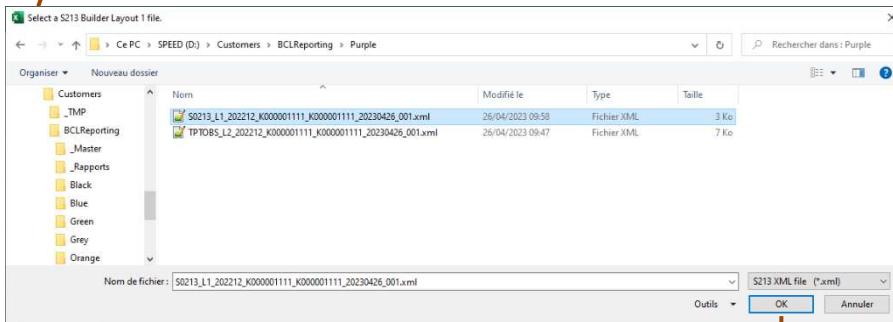 Select a S213 Builder Layout 1 file.
Ce PC > SPEED (D:) > Customers > BCLReporting > Purple
Rechercher dans : Purple
Organiser
Nouveau dossier
Customers
_TMP
BCLReporting
_Master
_Rapports
Black
Blue
Green
Grey
Orange
Nom Modifié le Type Taille
S0213_L1_202212_K000001111_K000001111_20230426_001.xml 26/04/2023 09:58 Fichier XML 3 Ko
TPTOBS_L2_202212_K000001111_K000001111_20230426_001.xml 26/04/2023 09:47 Fichier XML 7 Ko
Nom de fichier : S0213_L1_202212_K000001111_K000001111_20230426_001.xml
S213 XML file (*.xml)
Outils
OK
Annuler